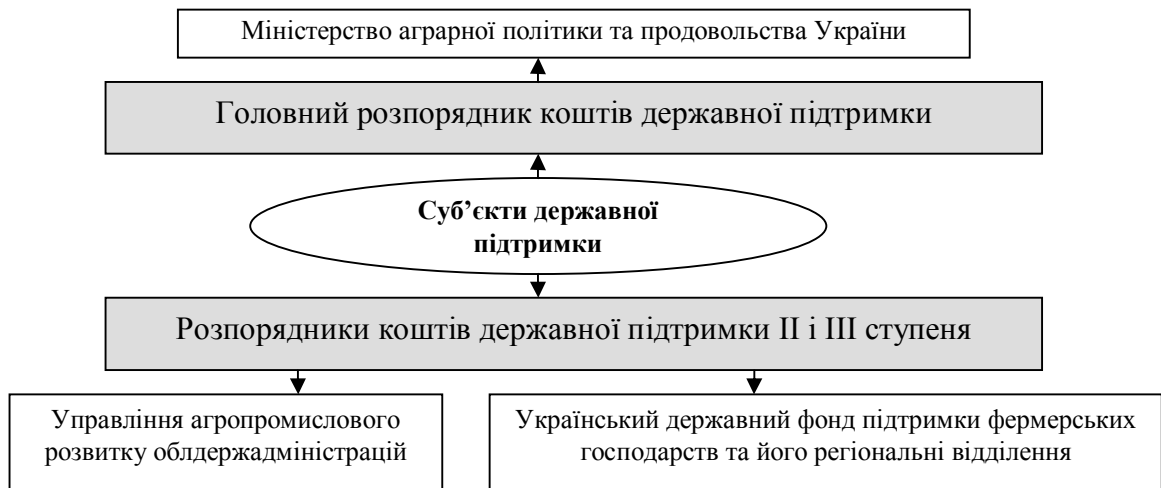 Міністерство аграрної політики та продовольства України
Головний розпорядник коштів державної підтримки
Суб’єкти державної
підтримки
Розпорядники коштів державної підтримки ІІ і ІІІ ступеня
Управління агропромислового
розвитку облдержадміністрацій
Український державний фонд підтримки фермерських
господарств та його регіональні відділення